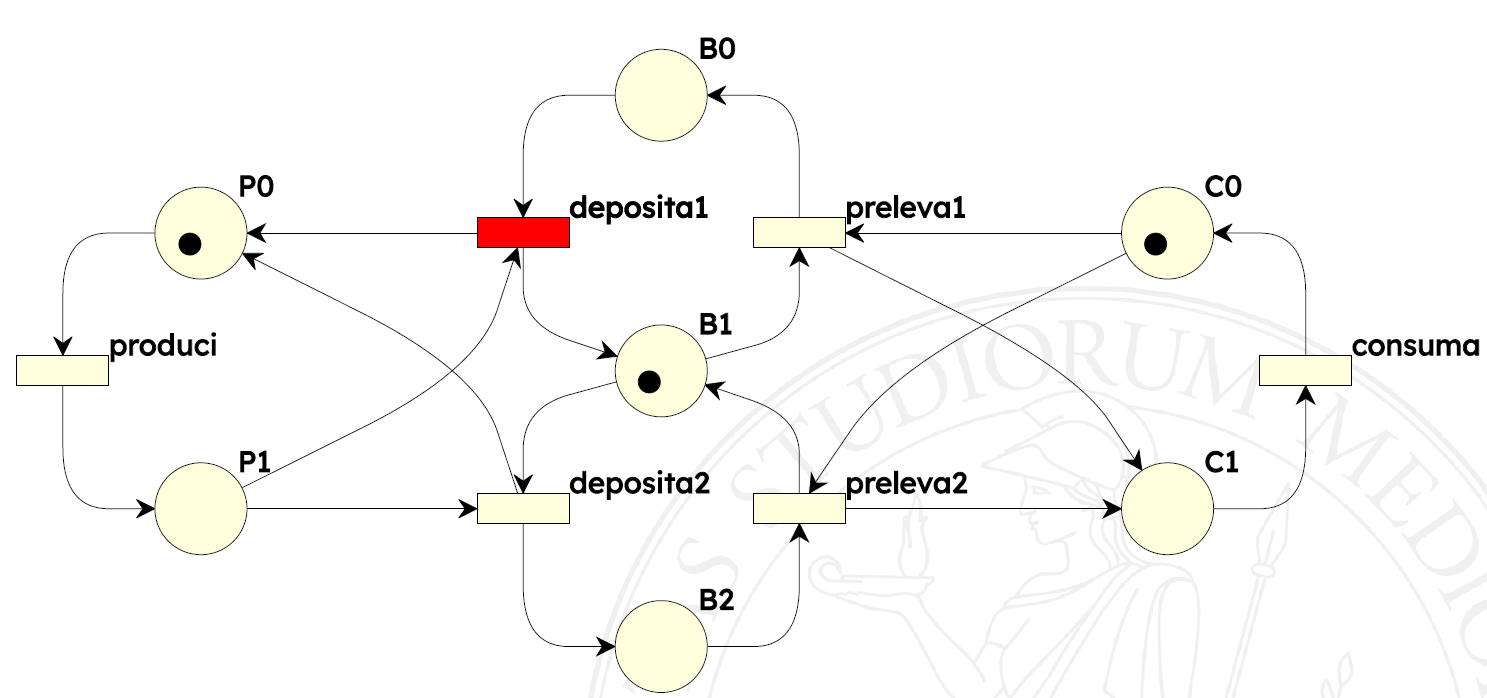 B0
P0
deposita1
preleva1
C0
B1
produci
consuma
P1
deposita2
preleva2
C1
B2
STUDIORUM MEDIO
S